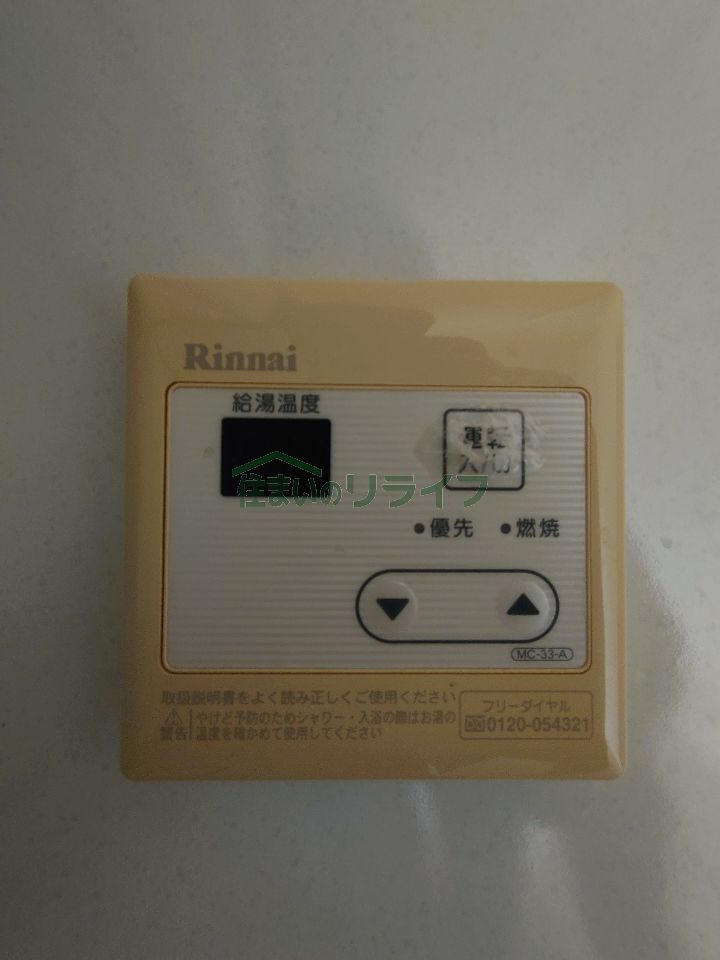 Rinnai
給湯温度
運転
入/切
住まいのリライフ
優先 燃焼
MC-33-A
取扱説明書をよく読み正しくご使用ください
警告 やけど予防のためシャワー・入浴の際はお湯の
温度を確かめて使用してください
フリーダイヤル
0120-054321